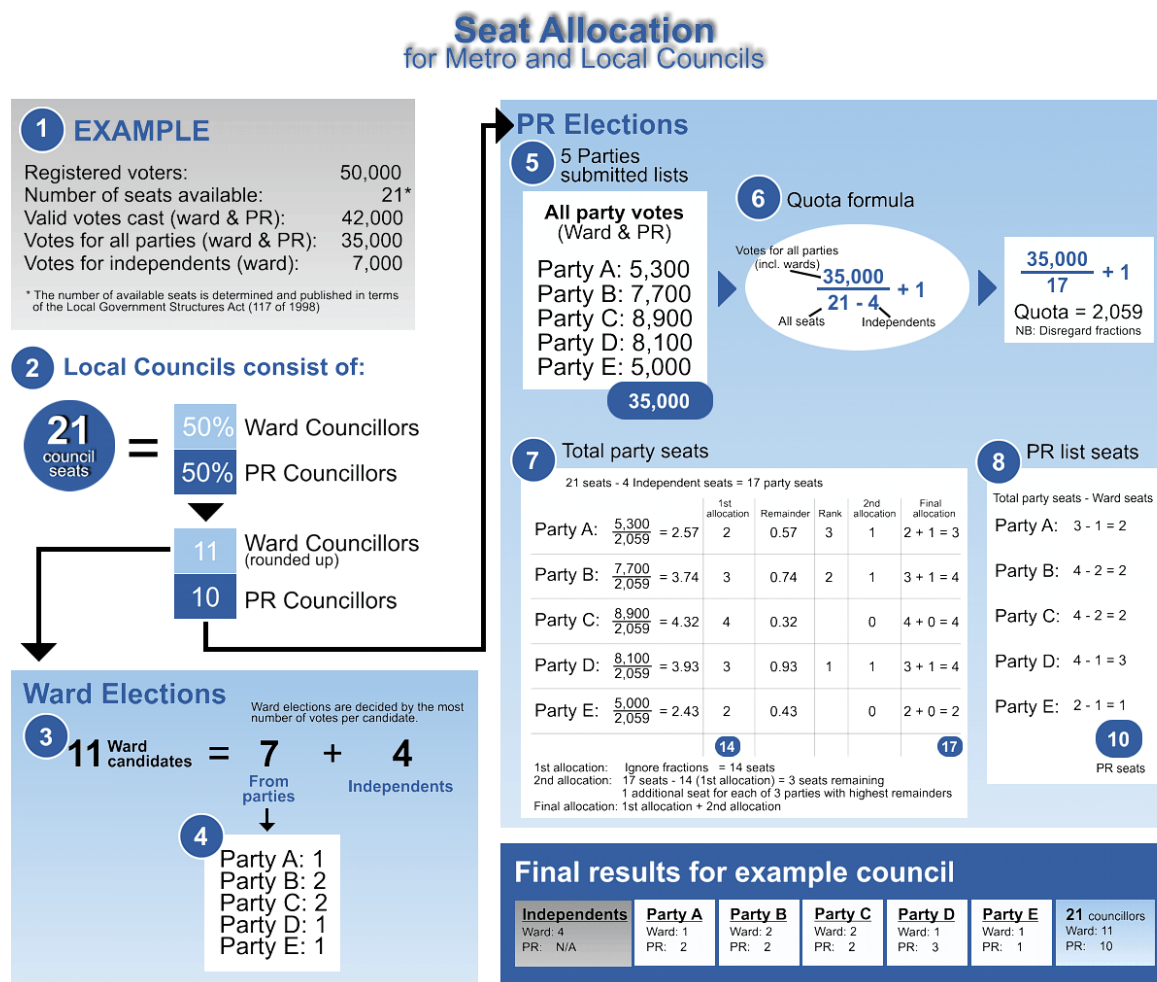 Seat Allocation
for Metro and Local Councils
1 EXAMPLE
Registered voters: 50,000
Number of seats available: 21*
Valid votes cast (ward & PR): 42,000
Votes for all parties (ward & PR): 35,000
Votes for independents (ward): 7,000
* The number of available seats is determined and published in terms
of the Local Government Structures Act (117 of 1998)
2 Local Councils consist of:
21
council
seats
=
50% Ward Councillors
50% PR Councillors
11 Ward Councillors
(rounded up)
10 PR Councillors
Ward Elections
Ward elections are decided by the most
number of votes per candidate.
3
11 Ward candidates = 7 + 4
From
parties
Independents
4
Party A: 1
Party B: 2
Party C: 2
Party D: 1
Party E: 1
PR Elections
5
5 Parties
submitted lists
All party votes
(Ward & PR)
Party A: 5,300
Party B: 7,700
Party C: 8,900
Party D: 8,100
Party E: 5,000
35,000
6 Quota formula
Votes for all parties
(incl. wards)
35,000
21 - 4
+ 1
All seats
Independents
35,000
17
+ 1
Quota = 2,059
NB: Disregard fractions
7 Total party seats
21 seats - 4 Independent seats = 17 party seats
1st allocation Remainder Rank 2nd allocation Final allocation
Party A: 5,300 / 2,059 = 2.57 2 0.57 3 1 2 + 1 = 3
Party B: 7,700 / 2,059 = 3.74 3 0.74 2 1 3 + 1 = 4
Party C: 8,900 / 2,059 = 4.32 4 0.32 0 4 + 0 = 4
Party D: 8,100 / 2,059 = 3.93 3 0.93 1 1 3 + 1 = 4
Party E: 5,000 / 2,059 = 2.43 2 0.43 0 2 + 0 = 2
14 17
1st allocation: Ignore fractions = 14 seats
2nd allocation: 17 seats - 14 (1st allocation) = 3 seats remaining
1 additional seat for each of 3 parties with highest remainders
Final allocation: 1st allocation + 2nd allocation
8 PR list seats
Total party seats - Ward seats
Party A: 3 - 1 = 2
Party B: 4 - 2 = 2
Party C: 4 - 2 = 2
Party D: 4 - 1 = 3
Party E: 2 - 1 = 1
10
PR seats
Final results for example council
Independents
Ward: 4
PR: N/A
Party A
Ward: 1
PR: 2
Party B
Ward: 2
PR: 2
Party C
Ward: 2
PR: 2
Party D
Ward: 1
PR: 3
Party E
Ward: 1
PR: 1
21 councillors
Ward: 11
PR: 10